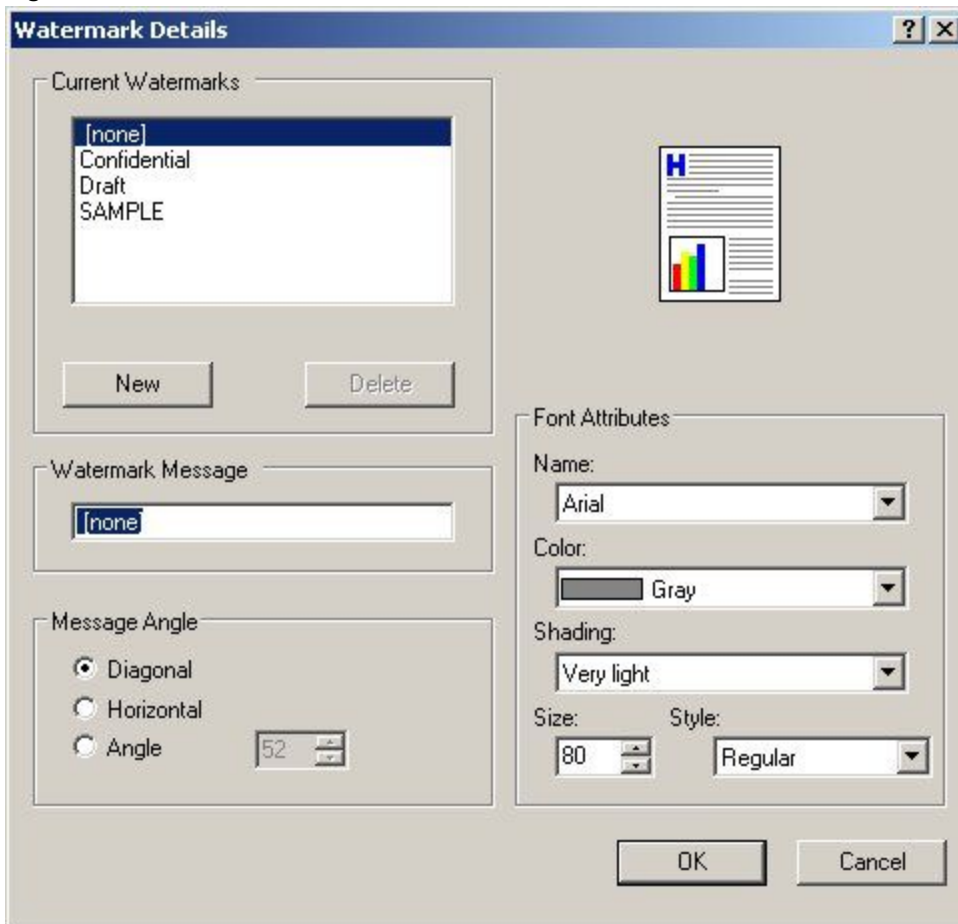 Watermark Details
Current Watermarks
[none]
Confidential
Draft
SAMPLE
New Delete
Watermark Message
[none]
Message Angle
Diagonal
Horizontal
Angle 52
H
Font Attributes
Name:
Arial
Color:
Gray
Shading:
Very light
Size: Style:
80 Regular
OK Cancel